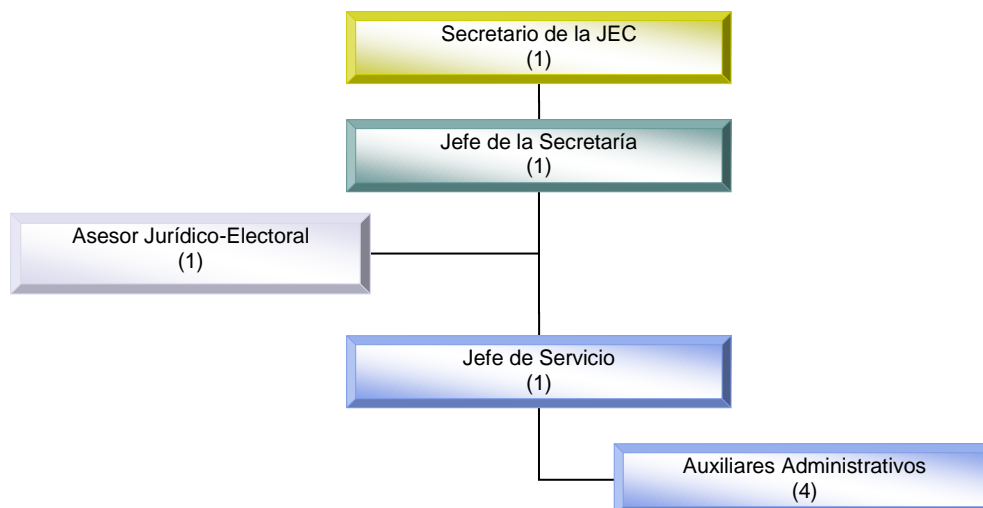 Secretario de la JEC
(1)
Jefe de la Secretaría
(1)
Asesor Jurídico-Electoral
(1)
Jefe de Servicio
(1)
Auxiliares Administrativos
(4)